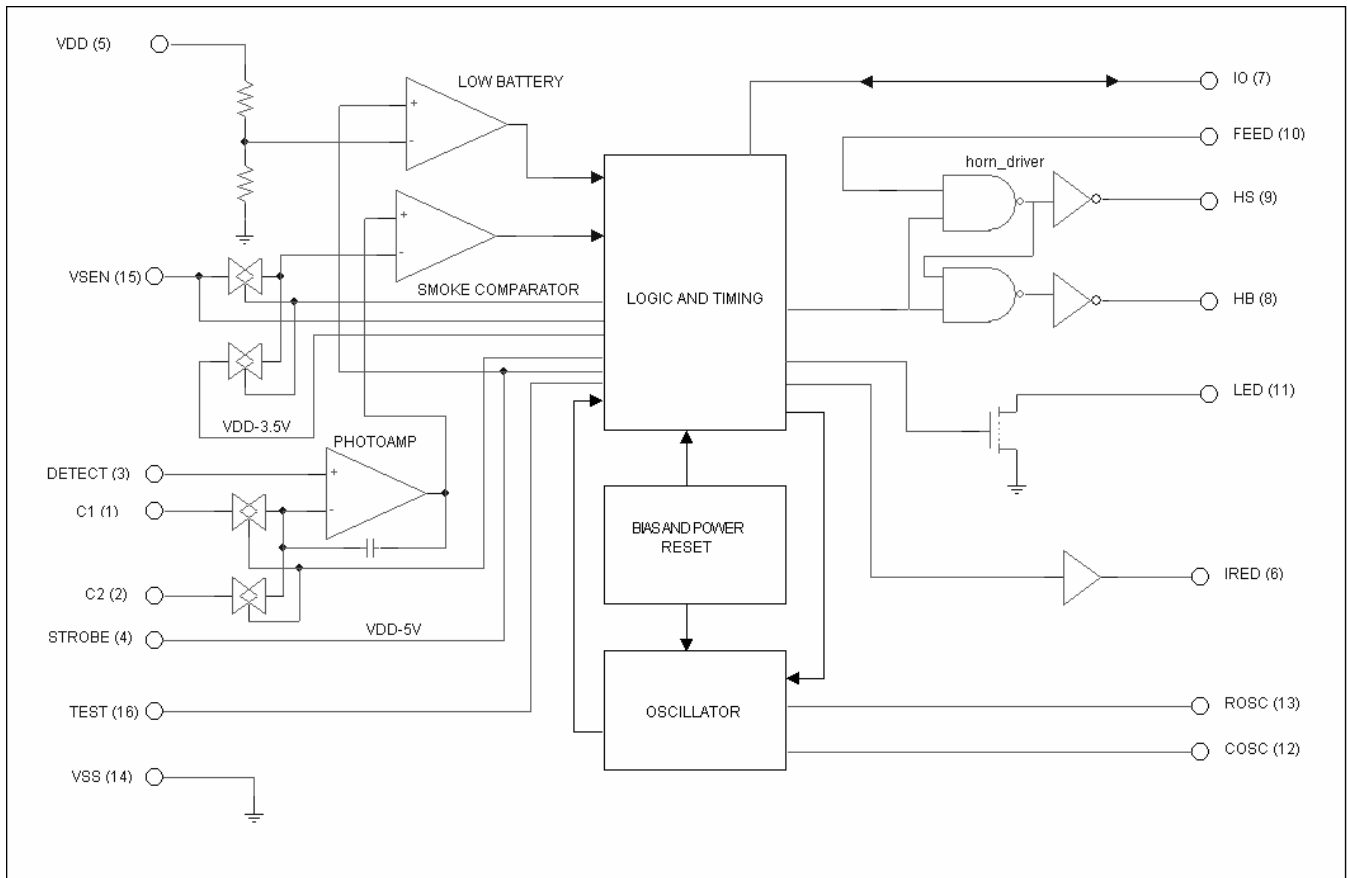 VDD (5)
LOW BATTERY
IO (7)
FEED (10)
horn_driver
HS (9)
VSEN (15)
SMOKE COMPARATOR
LOGIC AND TIMING
HB (8)
LED (11)
VDD-3.5V
PHOTOAMP
DETECT (3)
C1 (1)
BIAS AND POWER
RESET
IRED (6)
C2 (2)
VDD-5V
STROBE (4)
TEST (16)
OSCILLATOR
ROSC (13)
COSC (12)
VSS (14)
+
-
+
-
+
-